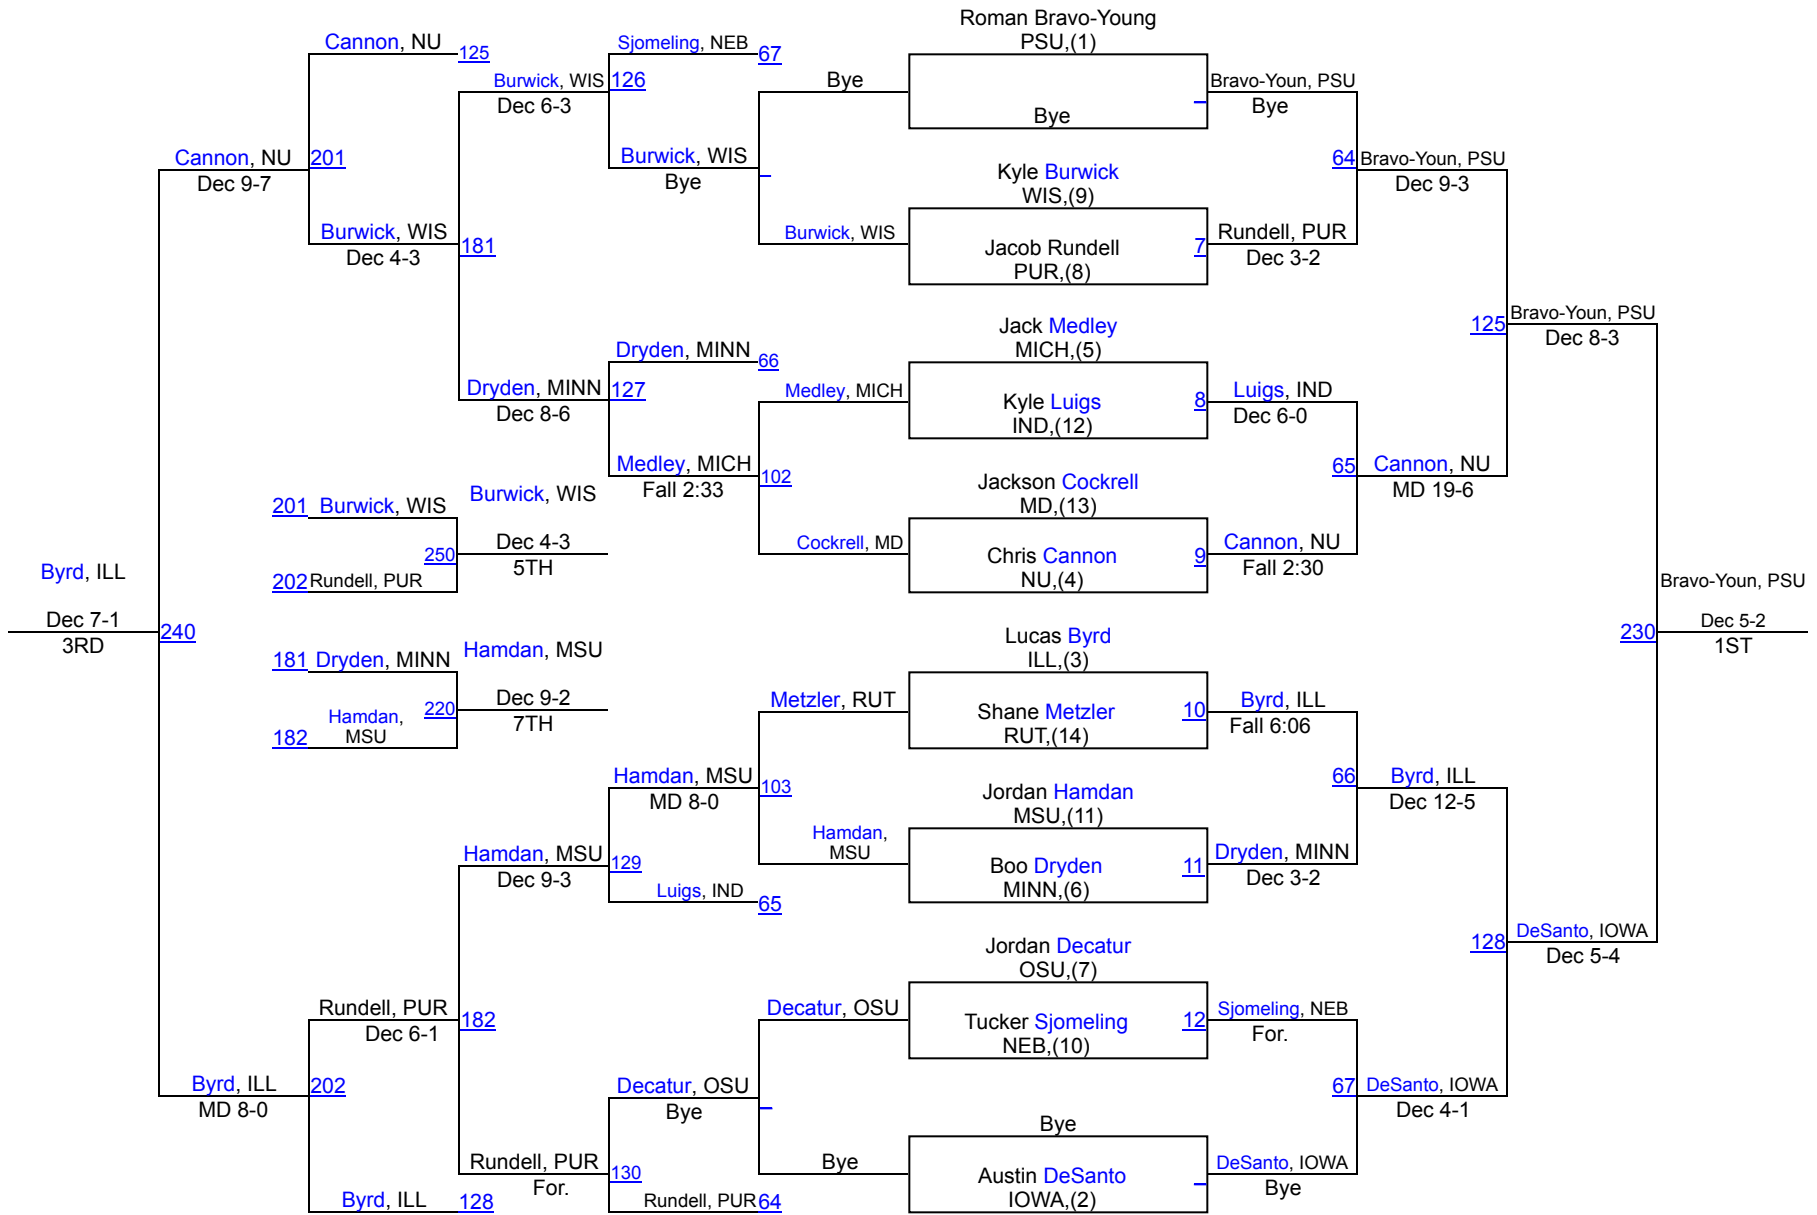 Roman Bravo-Young
PSU,(1)
Bye
Kyle Burwick
WIS,(9)
Jacob Rundell
PUR,(8)
7
Jack Medley
MICH,(5)
Kyle Luigs
IND,(12)
8
Jackson Cockrell
MD,(13)
Chris Cannon
NU,(4)
9
Lucas Byrd
ILL,(3)
Shane Metzler
RUT,(14)
10
Jordan Hamdan
MSU,(11)
Boo Dryden
MINN,(6)
11
Jordan Decatur
OSU,(7)
Tucker Sjomeling
NEB,(10)
12
Bye
Austin DeSanto
IOWA,(2)
Bravo-Youn, PSU
Bye
Rundell, PUR
Dec 3-2
Luigs, IND
Dec 6-0
Cannon, NU
Fall 2:30
Byrd, ILL
Fall 6:06
Dryden, MINN
Dec 3-2
Sjomeling, NEB
For.
DeSanto, IOWA
Bye
64 Bravo-Youn, PSU
Dec 9-3
65 Cannon, NU
MD 19-6
66 Byrd, ILL
Dec 12-5
67 DeSanto, IOWA
Dec 4-1
125 Bravo-Youn, PSU
Dec 8-3
128 DeSanto, IOWA
Dec 5-4
Bravo-Youn, PSU
230 Dec 5-2
1ST
Bye
Burwick, WIS
Medley, MICH
Cockrell, MD
Metzler, RUT
Hamdan,
MSU
Decatur, OSU
Bye
Sjomeling, NEB 67
Burwick, WIS
Bye
Dryden, MINN 66
Medley, MICH 102
Fall 2:33
Hamdan, MSU 103
MD 8-0
Luigs, IND 65
Decatur, OSU
Bye
Rundell, PUR 64
Burwick, WIS 126
Dec 6-3
Dryden, MINN 127
Dec 8-6
Hamdan, MSU 129
Dec 9-3
Rundell, PUR 130
For.
Cannon, NU 125
Burwick, WIS 181
Dec 4-3
Rundell, PUR 182
Dec 6-1
Byrd, ILL 128
Cannon, NU 201
Dec 9-7
Byrd, ILL 202
MD 8-0
Byrd, ILL
Dec 7-1 240
3RD
201 Burwick, WIS
202 Rundell, PUR
250
Burwick, WIS
Dec 4-3
5TH
181 Dryden, MINN
182 Hamdan,
MSU
220
Hamdan, MSU
Dec 9-2
7TH